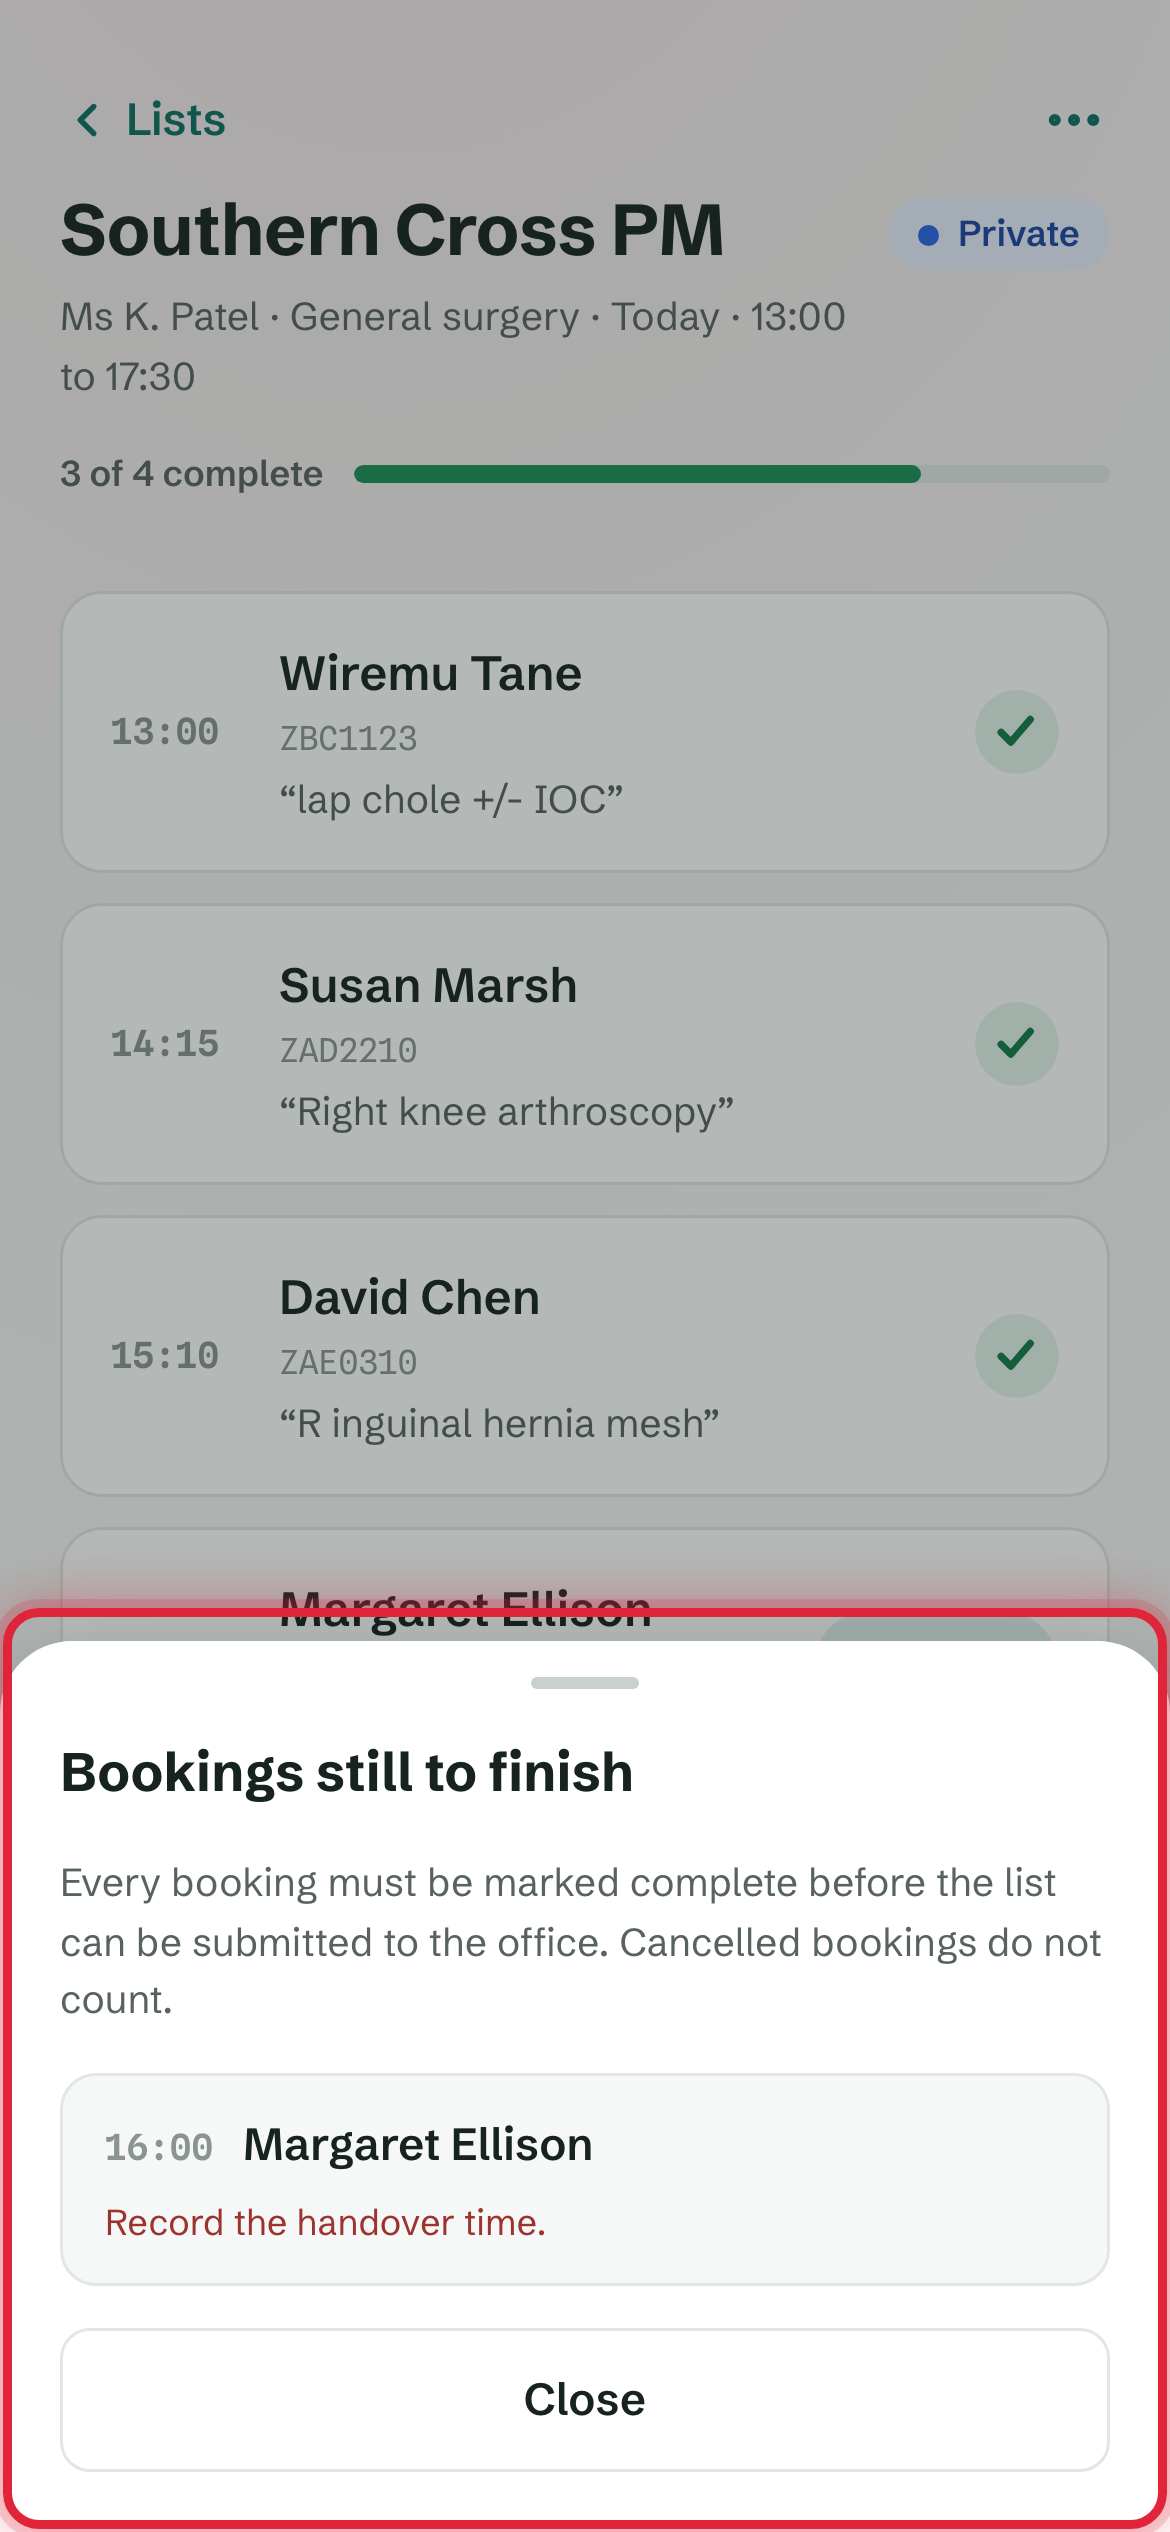 Lists
Southern Cross PM
Private
Ms K. Patel · General surgery · Today · 13:00
to 17:30
3 of 4 complete
Wiremu Tane
13:00
ZBC1123
“lap chole +/- IOC”
Susan Marsh
14:15
ZAD2210
“Right knee arthroscopy”
David Chen
15:10
ZAE0310
“R inguinal hernia mesh”
Margaret Ellison
Bookings still to finish
Every booking must be marked complete before the list
can be submitted to the office. Cancelled bookings do not
count.
16:00 Margaret Ellison
Record the handover time.
Close